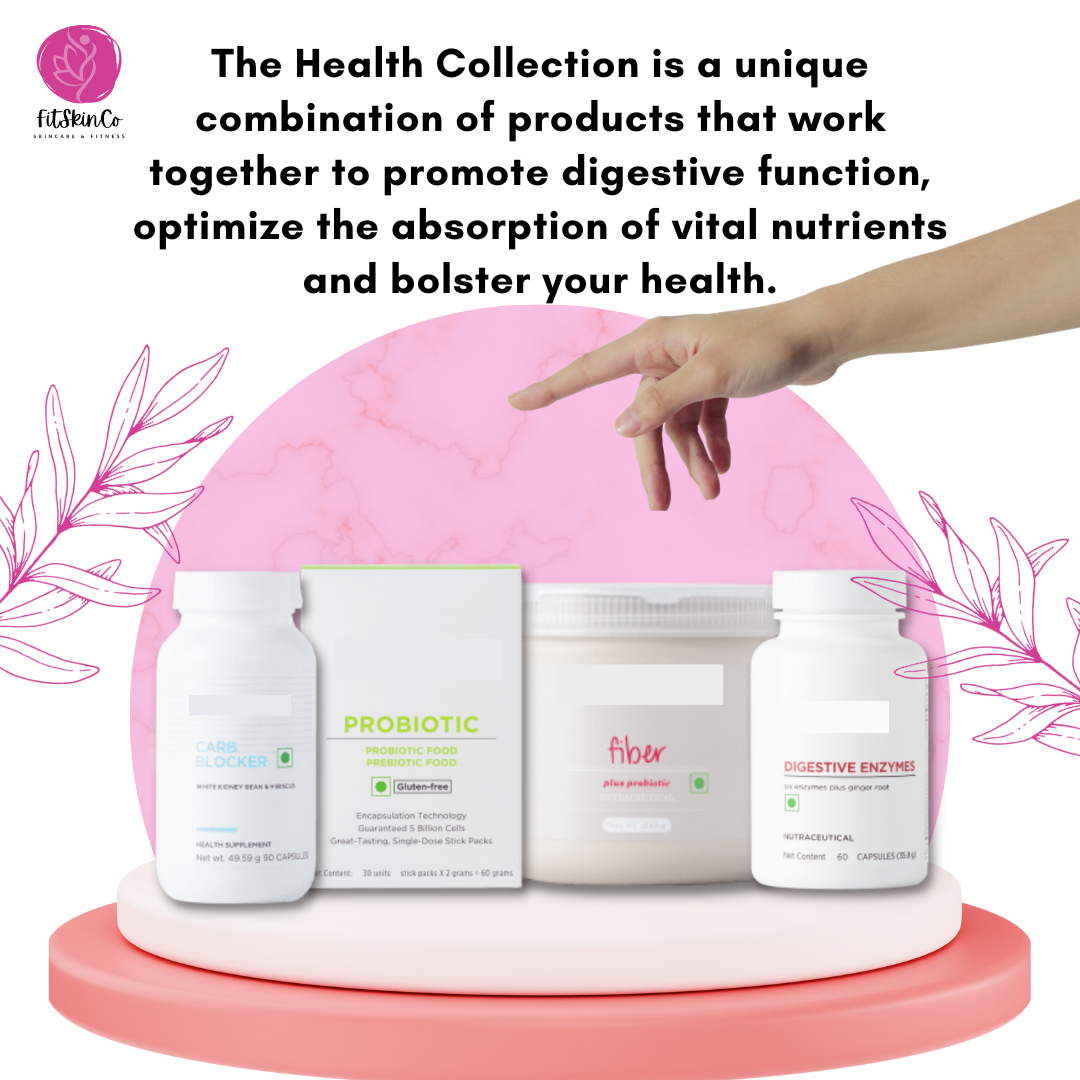 FitSkinCo
SKINCARE & FITNESS
The Health Collection is a unique
combination of products that work
together to promote digestive function,
optimize the absorption of vital nutrients
and bolster your health.
CARB
BLOCKER
WHITE KIDNEY BEAN & HIBISCUS
HEALTH SUPPLEMENT
Net wt. 49.59 g 90 CAPSULES
PROBIOTIC
PROBIOTIC FOOD
PREBIOTIC FOOD
Gluten-free
Encapsulation Technology
Guaranteed 5 Billion Cells
Great-Tasting, Single-Dose Stick Packs
Content: 30 units stick packs X 2 grams = 60 grams
fiber
plus probiotic
NUTRACEUTICAL
Net wt. 240 g
DIGESTIVE ENZYMES
six enzymes plus ginger root
NUTRACEUTICAL
Net Content 60 CAPSULES (35.8 g)